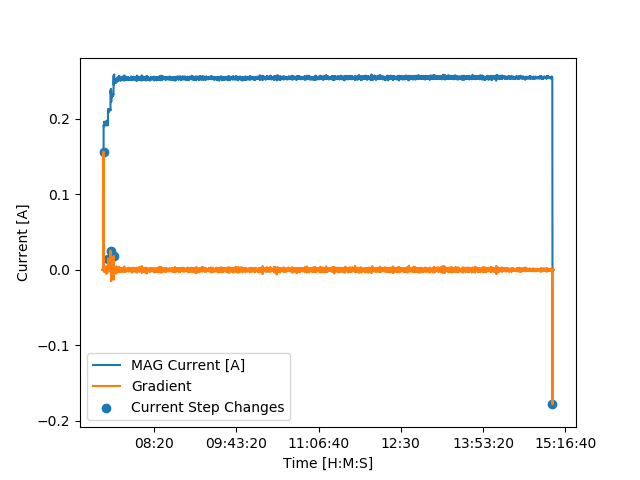 0.2
0.1
0.0
−0.1
−0.2
Current [A]
MAG Current [A]
Gradient
Current Step Changes
08:20
09:43:20
11:06:40
12:30
13:53:20
15:16:40
Time [H:M:S]